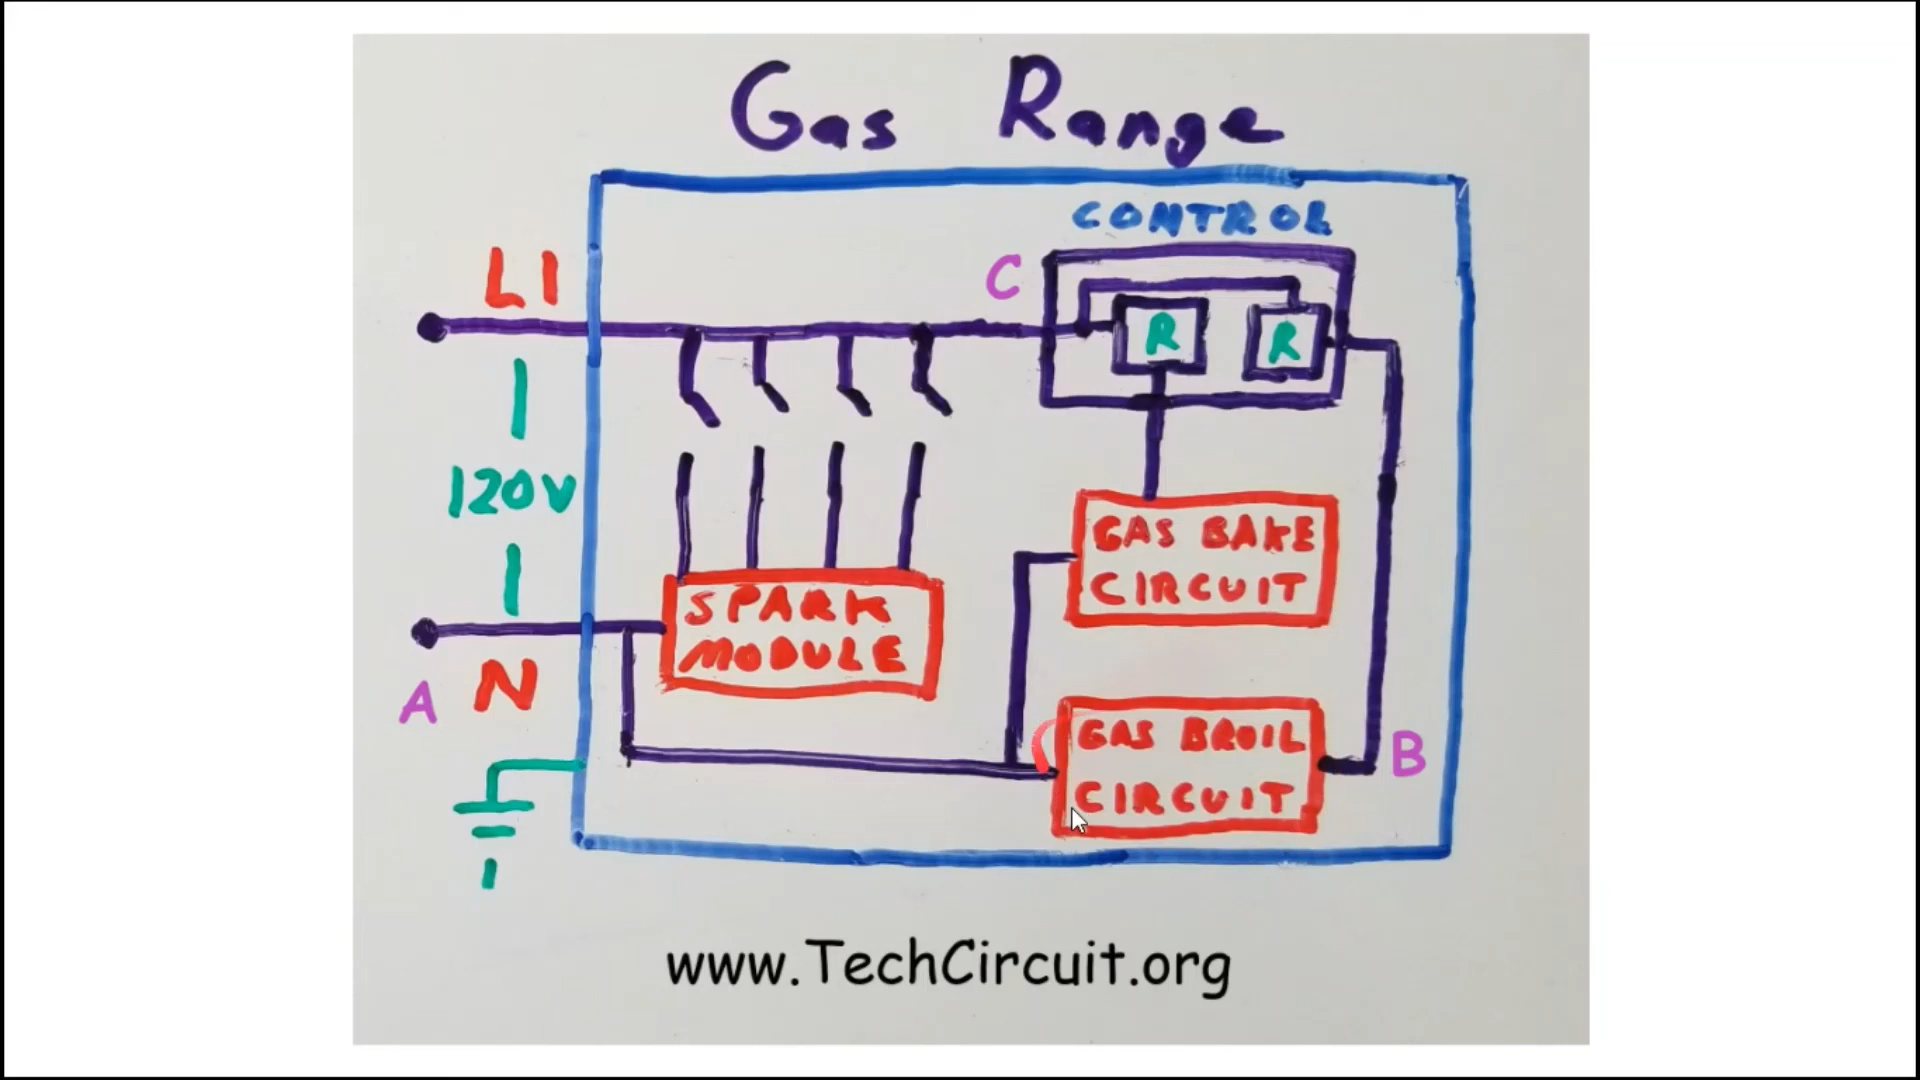 Gas Range
CONTROL
C
L1
R
R
120V
GAS BAKE
CIRCUIT
SPARK
MODULE
N
A
GAS BROIL
CIRCUIT
B
www.TechCircuit.org